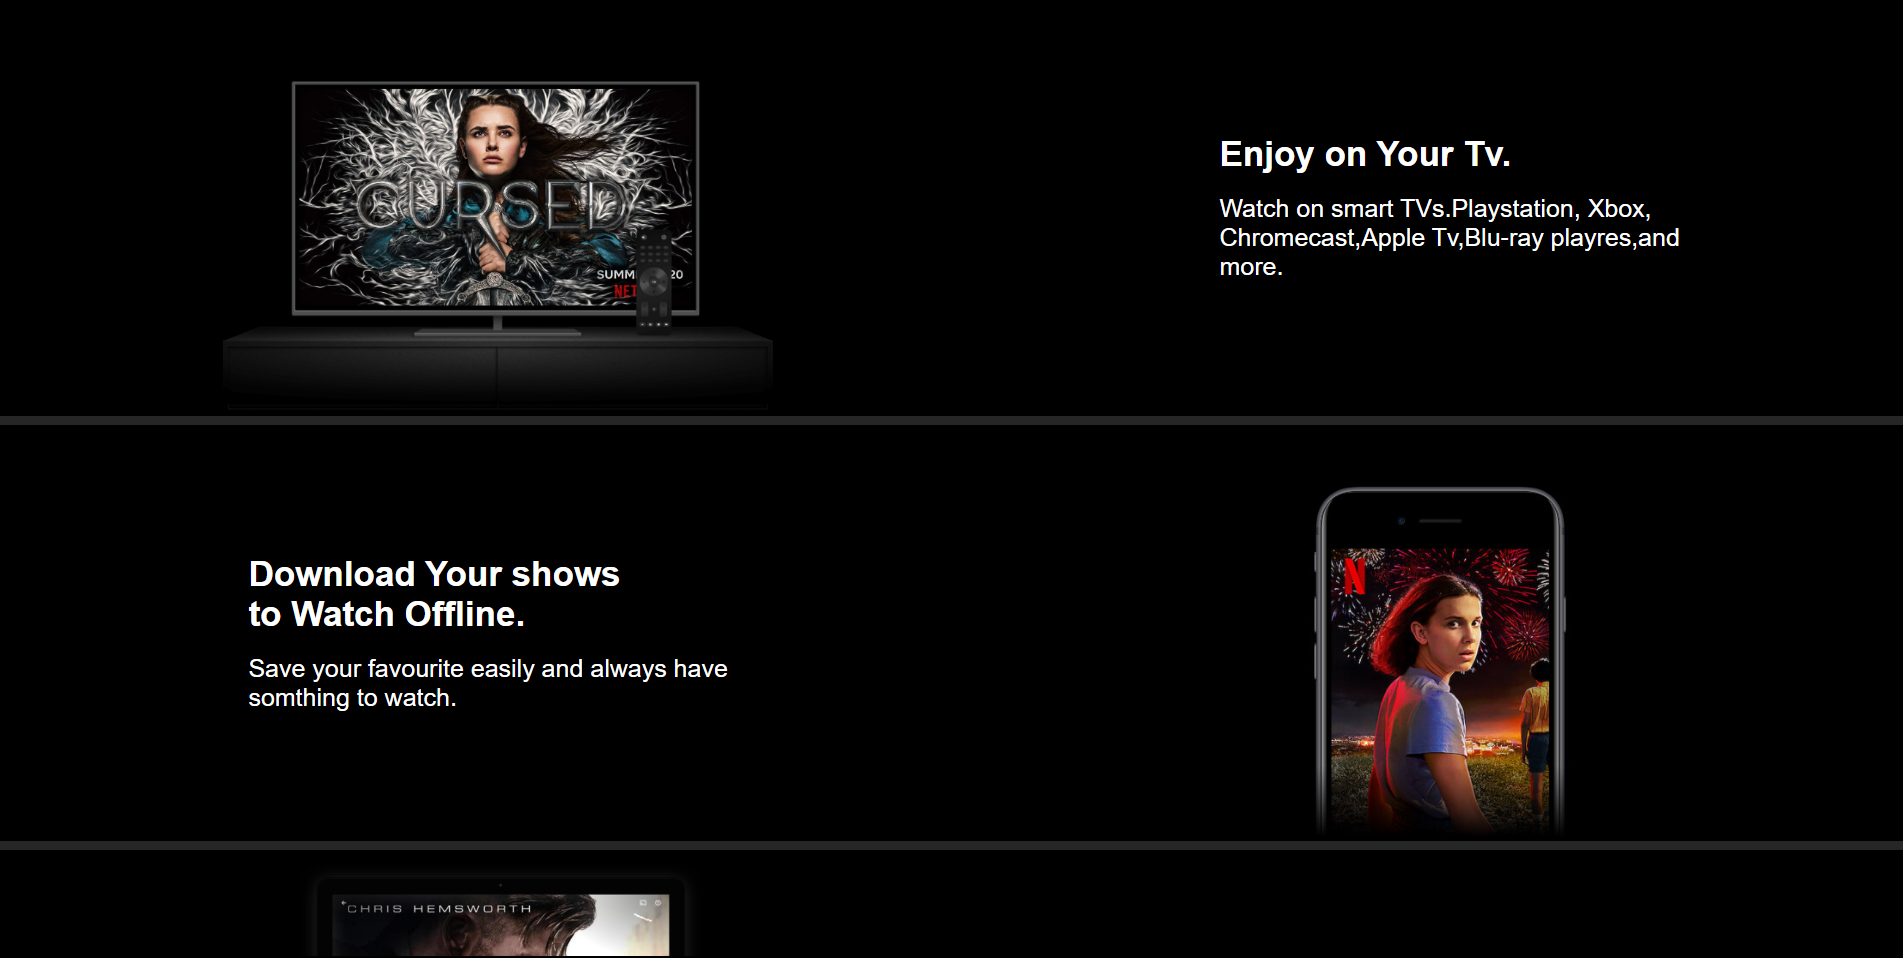 CURSED
SUMM 20
NET
Enjoy on Your Tv.
Watch on smart TVs.Playstation, Xbox,
Chromecast,Apple Tv,Blu-ray playres,and
more.
Download Your shows
to Watch Offline.
Save your favourite easily and always have
somthing to watch.
N
CHRIS HEMSWORTH